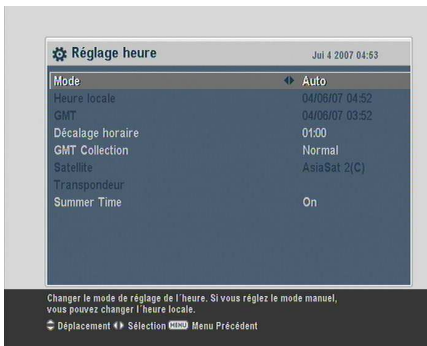 Réglage heure Jui 4 2007 04:53
Mode Auto
Heure locale 04/06/07 04:52
GMT 04/06/07 03:52
Décalage horaire 01:00
GMT Collection Normal
Satellite AsiaSat 2(C)
Transpondeur
Summer Time On
Changer le mode de réglage de l´heure. Si vous réglez le mode manuel,
vous pouvez changer l´heure locale.
Déplacement Sélection MENU Menu Précédent